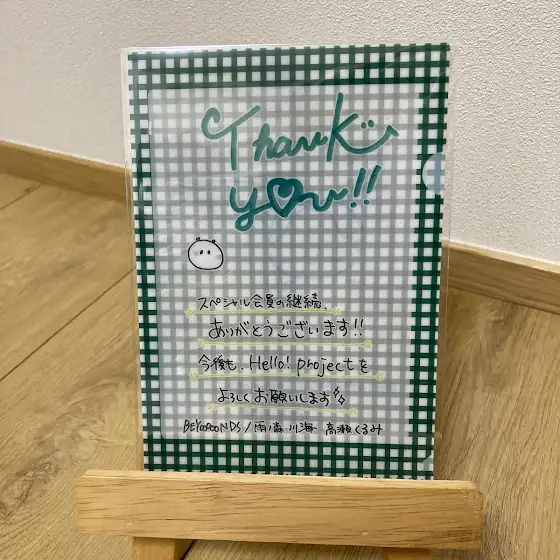 Thank
you!!
スペシャル会員の継続、
ありがとうございます!!
今後も、Hello! projectを
よろしくお願いします
BEYOOOOONDS/雨ノ森 川海 高瀬くるみ